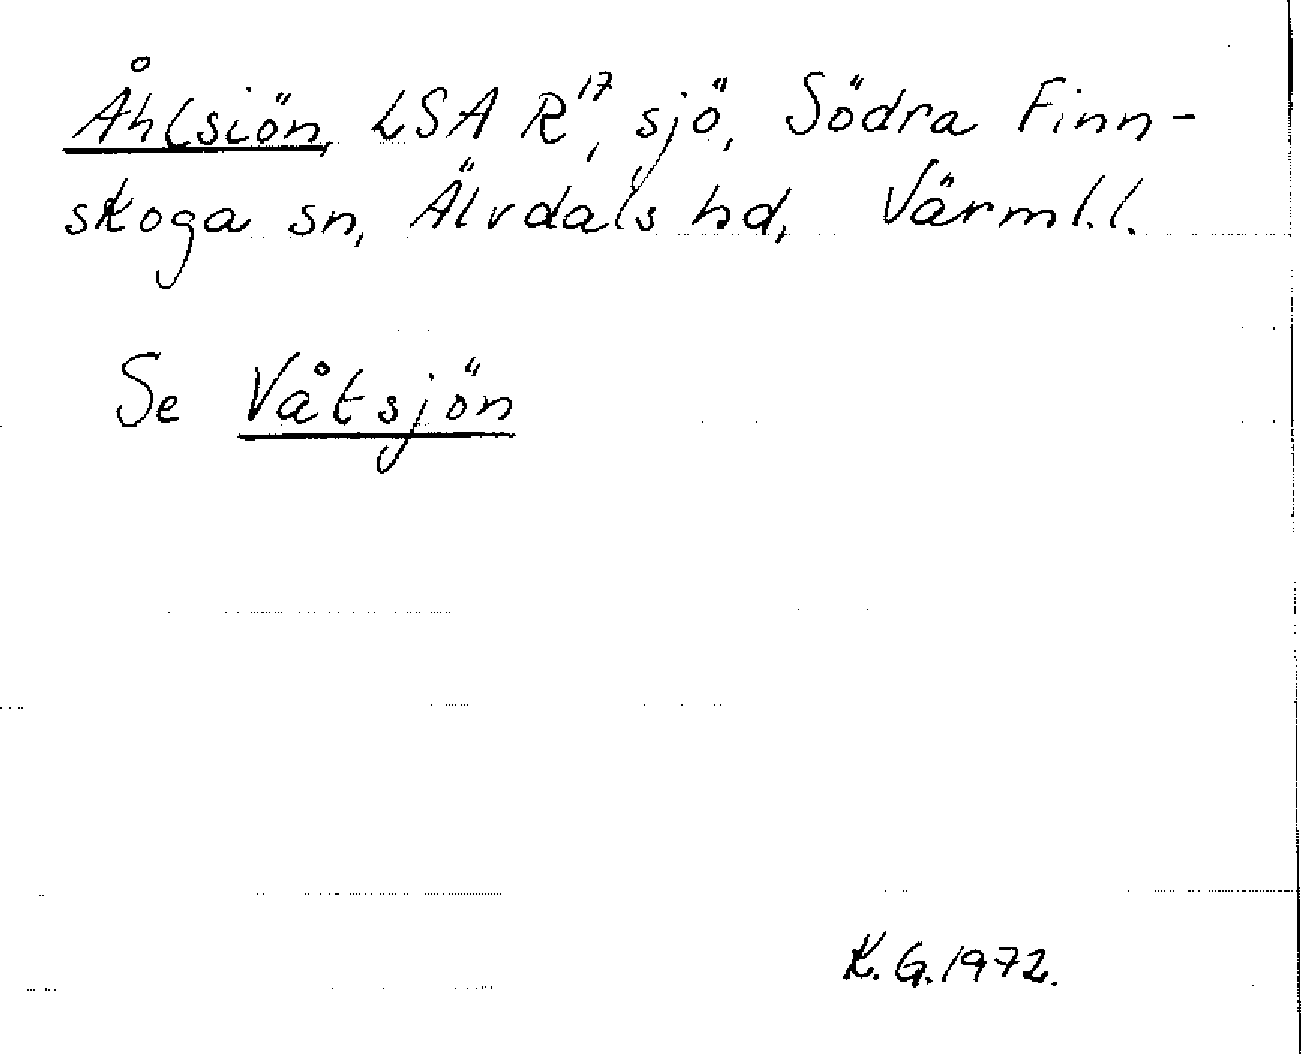 Åhlsiön, LSA R¹⁷, sjö, Södra Finn-
skoga sn, Älvdals hd, Värml.l.
Se Våtsjön
K.G. 1972.